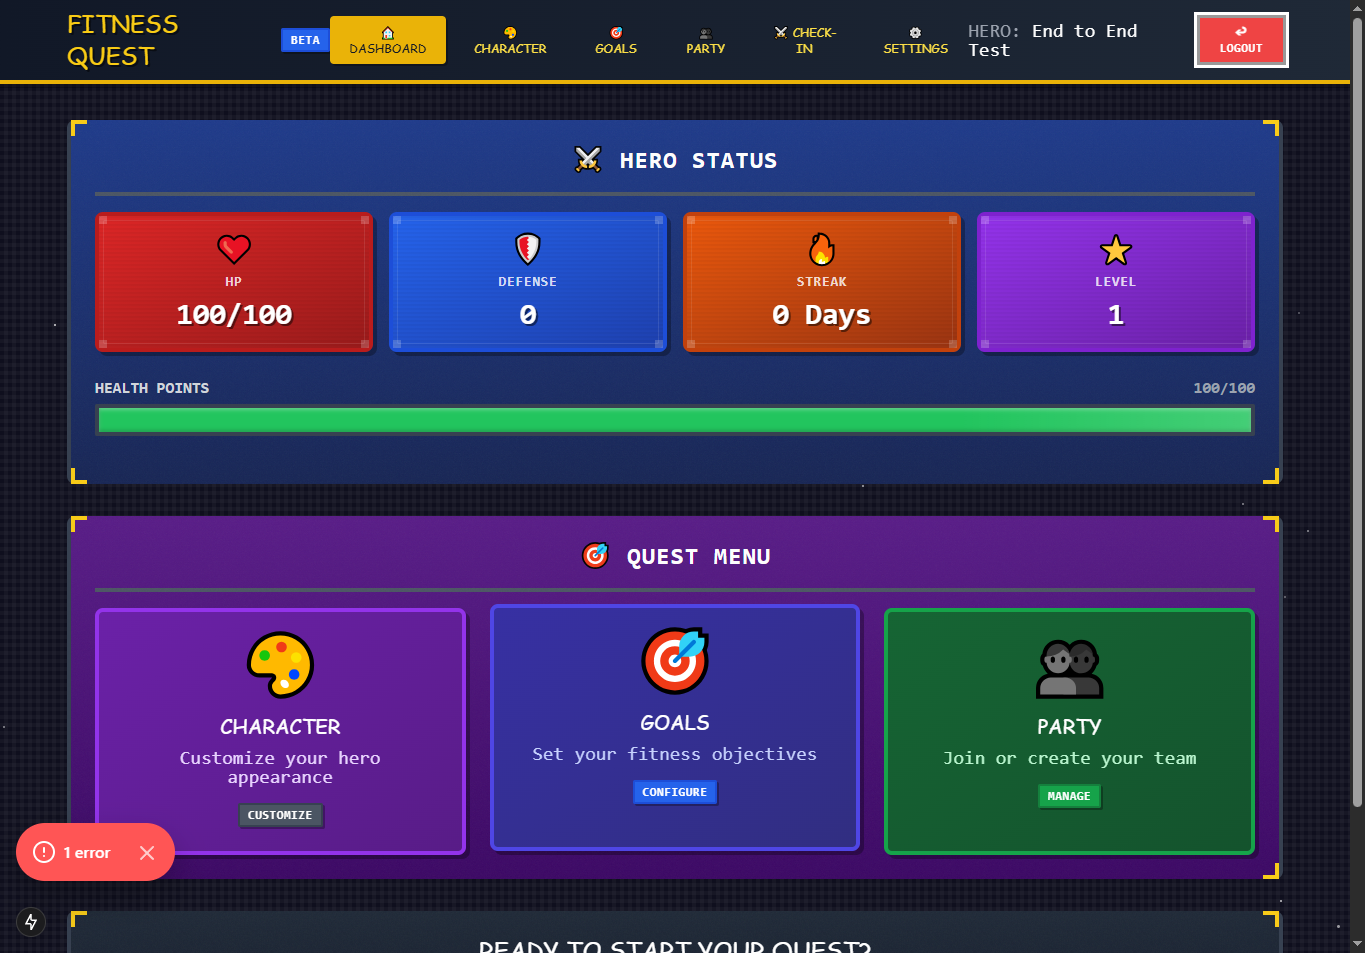 FITNESS
QUEST
BETA
DASHBOARD
CHARACTER
GOALS
PARTY
CHECK-
IN
SETTINGS
HERO: End to End
Test
LOGOUT
HERO STATUS
HP
100/100
DEFENSE
0
STREAK
0 Days
LEVEL
1
HEALTH POINTS
100/100
QUEST MENU
CHARACTER
Customize your hero
appearance
CUSTOMIZE
GOALS
Set your fitness objectives
CONFIGURE
PARTY
Join or create your team
MANAGE
1 error
READY TO START YOUR QUEST?